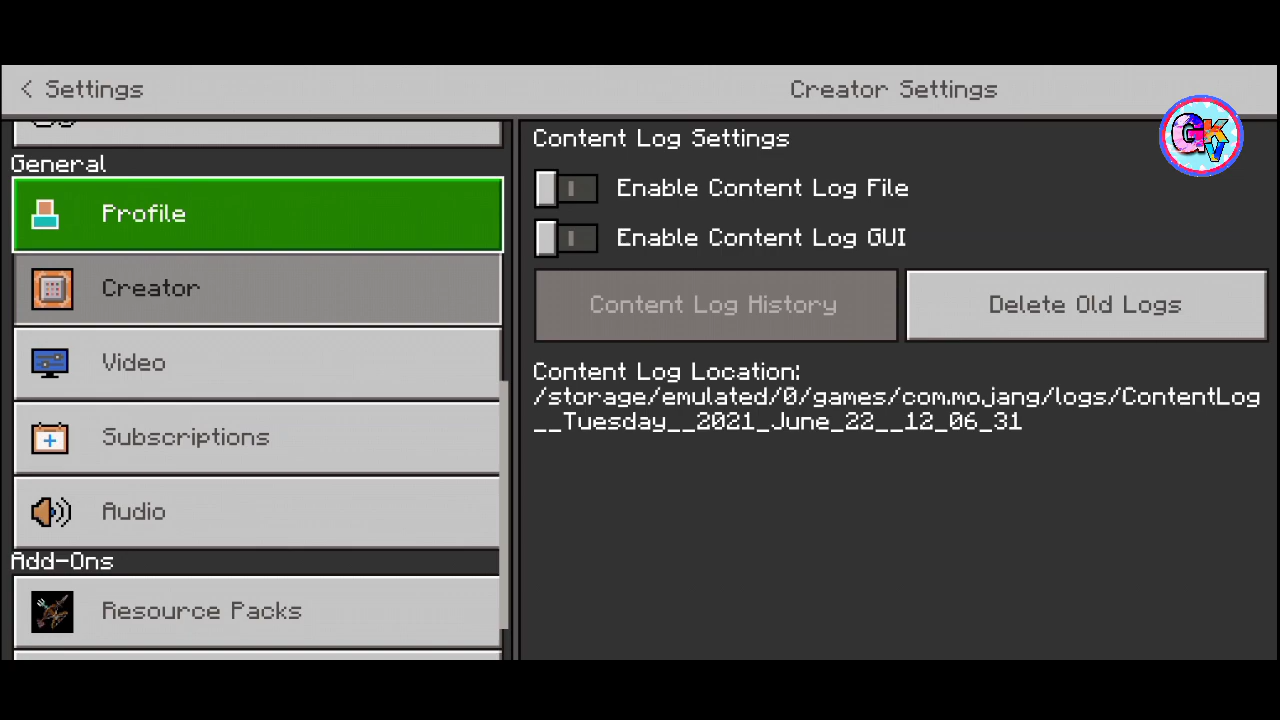 < Settings
Creator Settings
General
Profile
Creator
Video
Subscriptions
Audio
Add-Ons
Resource Packs
Content Log Settings
Enable Content Log File
Enable Content Log GUI
Content Log History
Delete Old Logs
Content Log Location:
/storage/emulated/0/games/com.mojang/logs/ContentLog
__Tuesday__2021_June_22__12_06_31
GKV